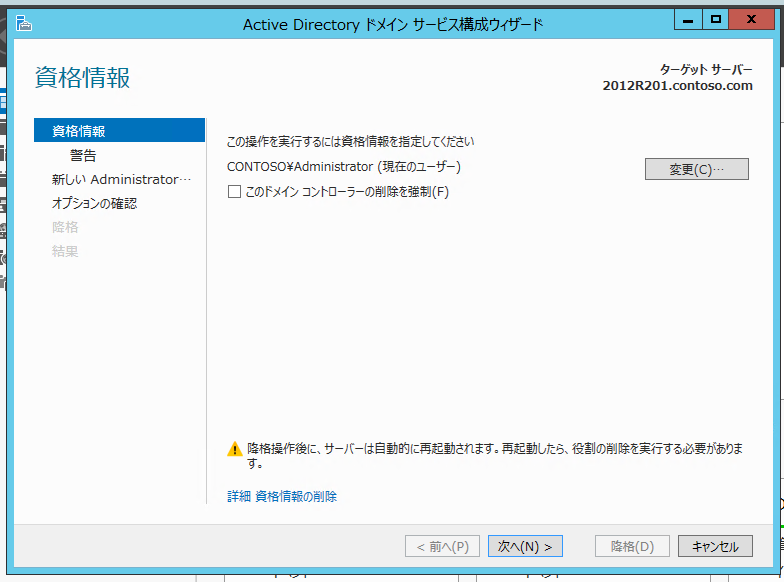 Active Directory ドメイン サービス構成ウィザード
資格情報
ターゲット サーバー
2012R201.contoso.com
資格情報
警告
新しい Administrator…
オプションの確認
降格
結果
この操作を実行するには資格情報を指定してください
CONTOSO¥Administrator (現在のユーザー)
変更(C)…
このドメイン コントローラーの削除を強制(F)
降格操作後に、サーバーは自動的に再起動されます。再起動したら、役割の削除を実行する必要がありま
す。
詳細 資格情報の削除
< 前へ(P)
次へ(N) >
降格(D)
キャンセル